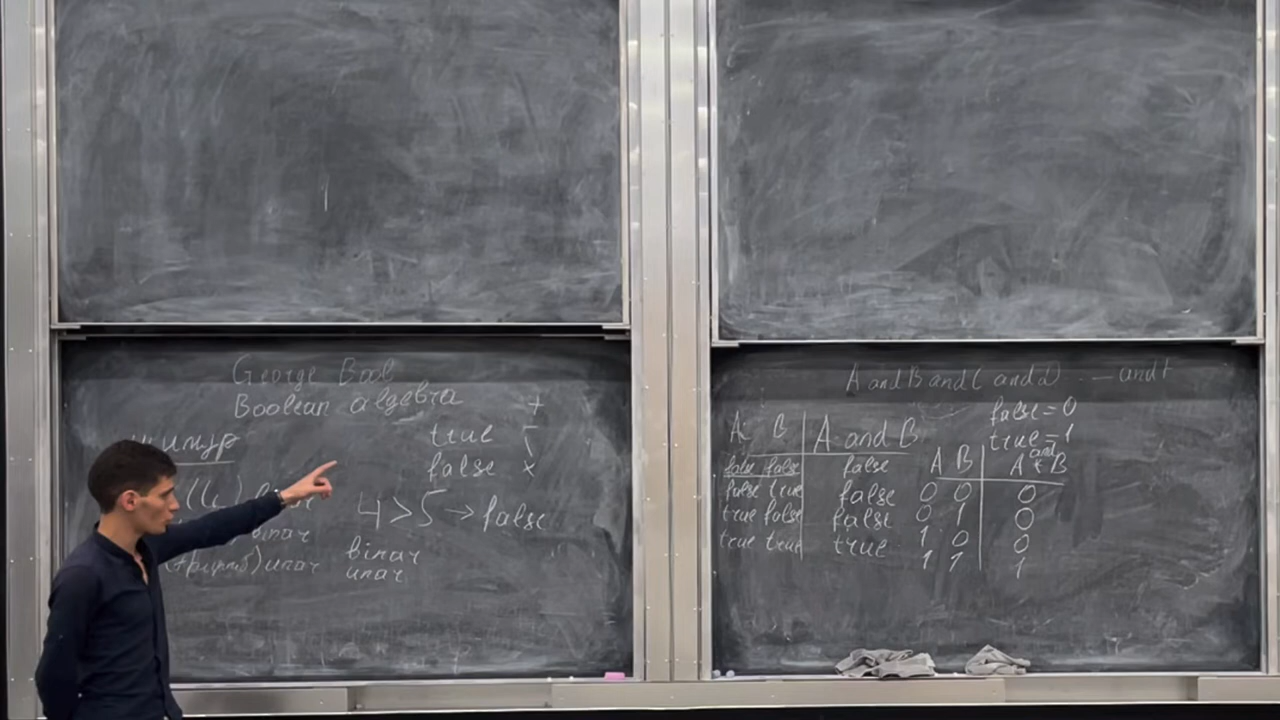 George Bool
Boolean algebra
true
false
4 > 5 → false
binar
unar
binar
unar
+
-
x
A and B and C and D ... and
false = 0
true = 1
A B | A and B
false false | false
false true | false
true false | false
true true | true
A B | A and B
0 0 | 0
0 1 | 0
1 0 | 0
1 1 | 1